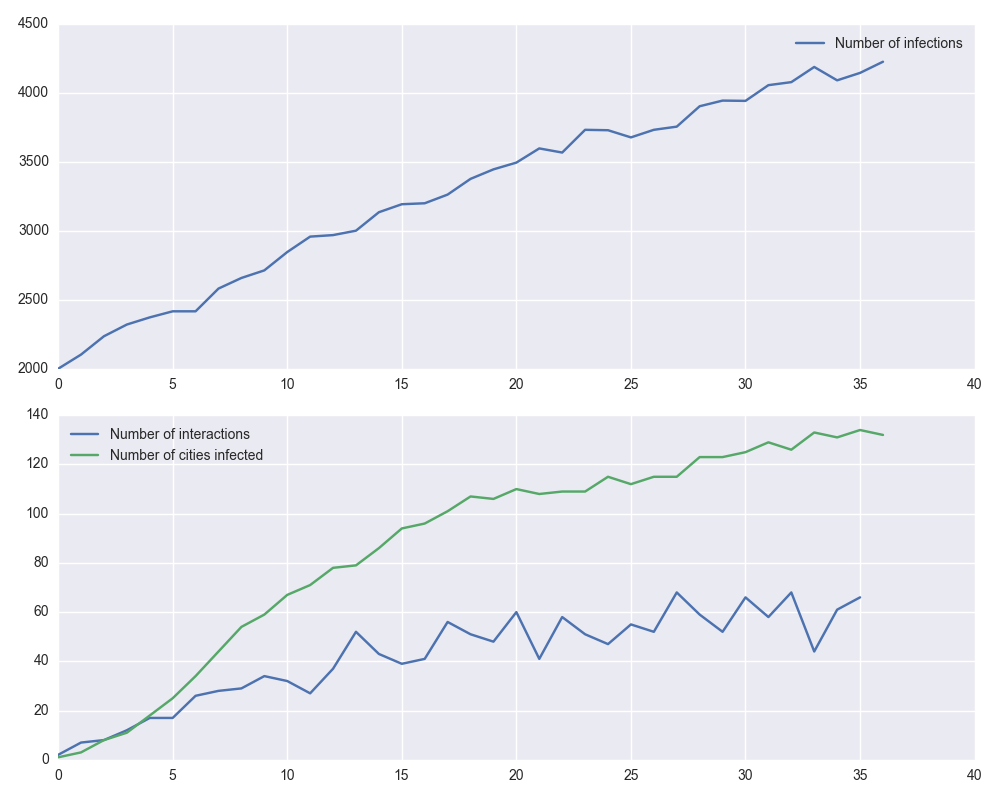 4500
Number of infections
4000
3500
3000
2500
2000
0 5 10 15 20 25 30 35 40
140
Number of interactions
Number of cities infected
120
100
80
60
40
20
0
0 5 10 15 20 25 30 35 40